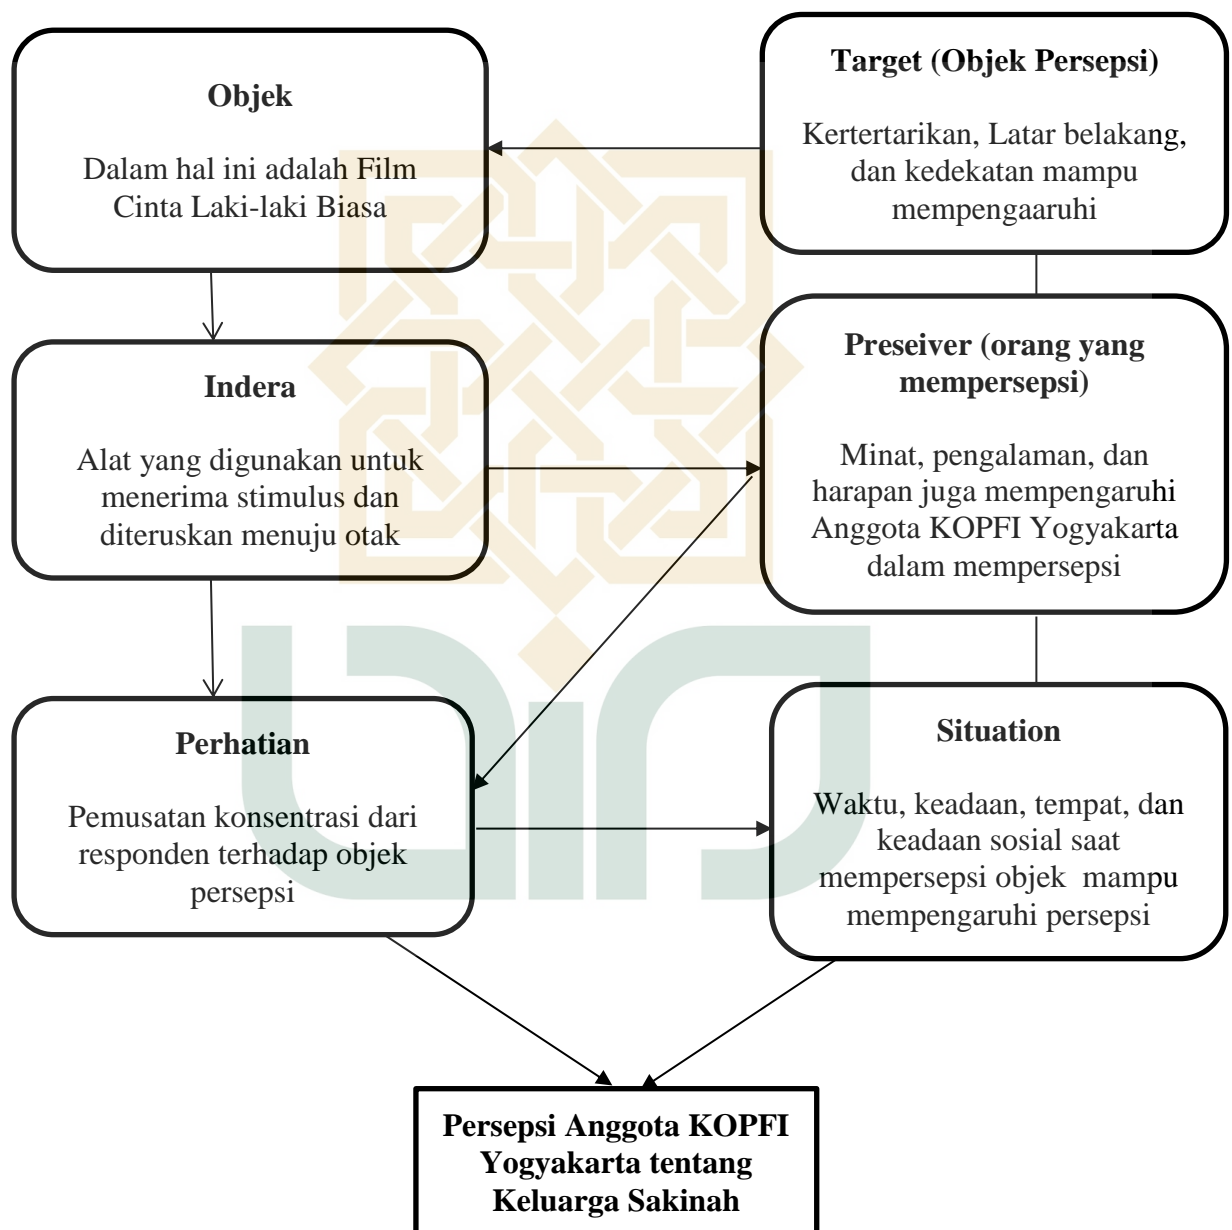 Objek
Dalam hal ini adalah Film
Cinta Laki-laki Biasa
Target (Objek Persepsi)
Kertertarikan, Latar belakang,
dan kedekatan mampu
mempengaaruhi
Indera
Alat yang digunakan untuk
menerima stimulus dan
diteruskan menuju otak
Preseiver (orang yang
mempersepsi)
Minat, pengalaman, dan
harapan juga mempengaruhi
Anggota KOPFI Yogyakarta
dalam mempersepsi
Perhatian
Pemusatan konsentrasi dari
responden terhadap objek
persepsi
Situation
Waktu, keadaan, tempat, dan
keadaan sosial saat
mempersepsi objek  mampu
mempengaruhi persepsi
Persepsi Anggota KOPFI
Yogyakarta tentang
Keluarga Sakinah